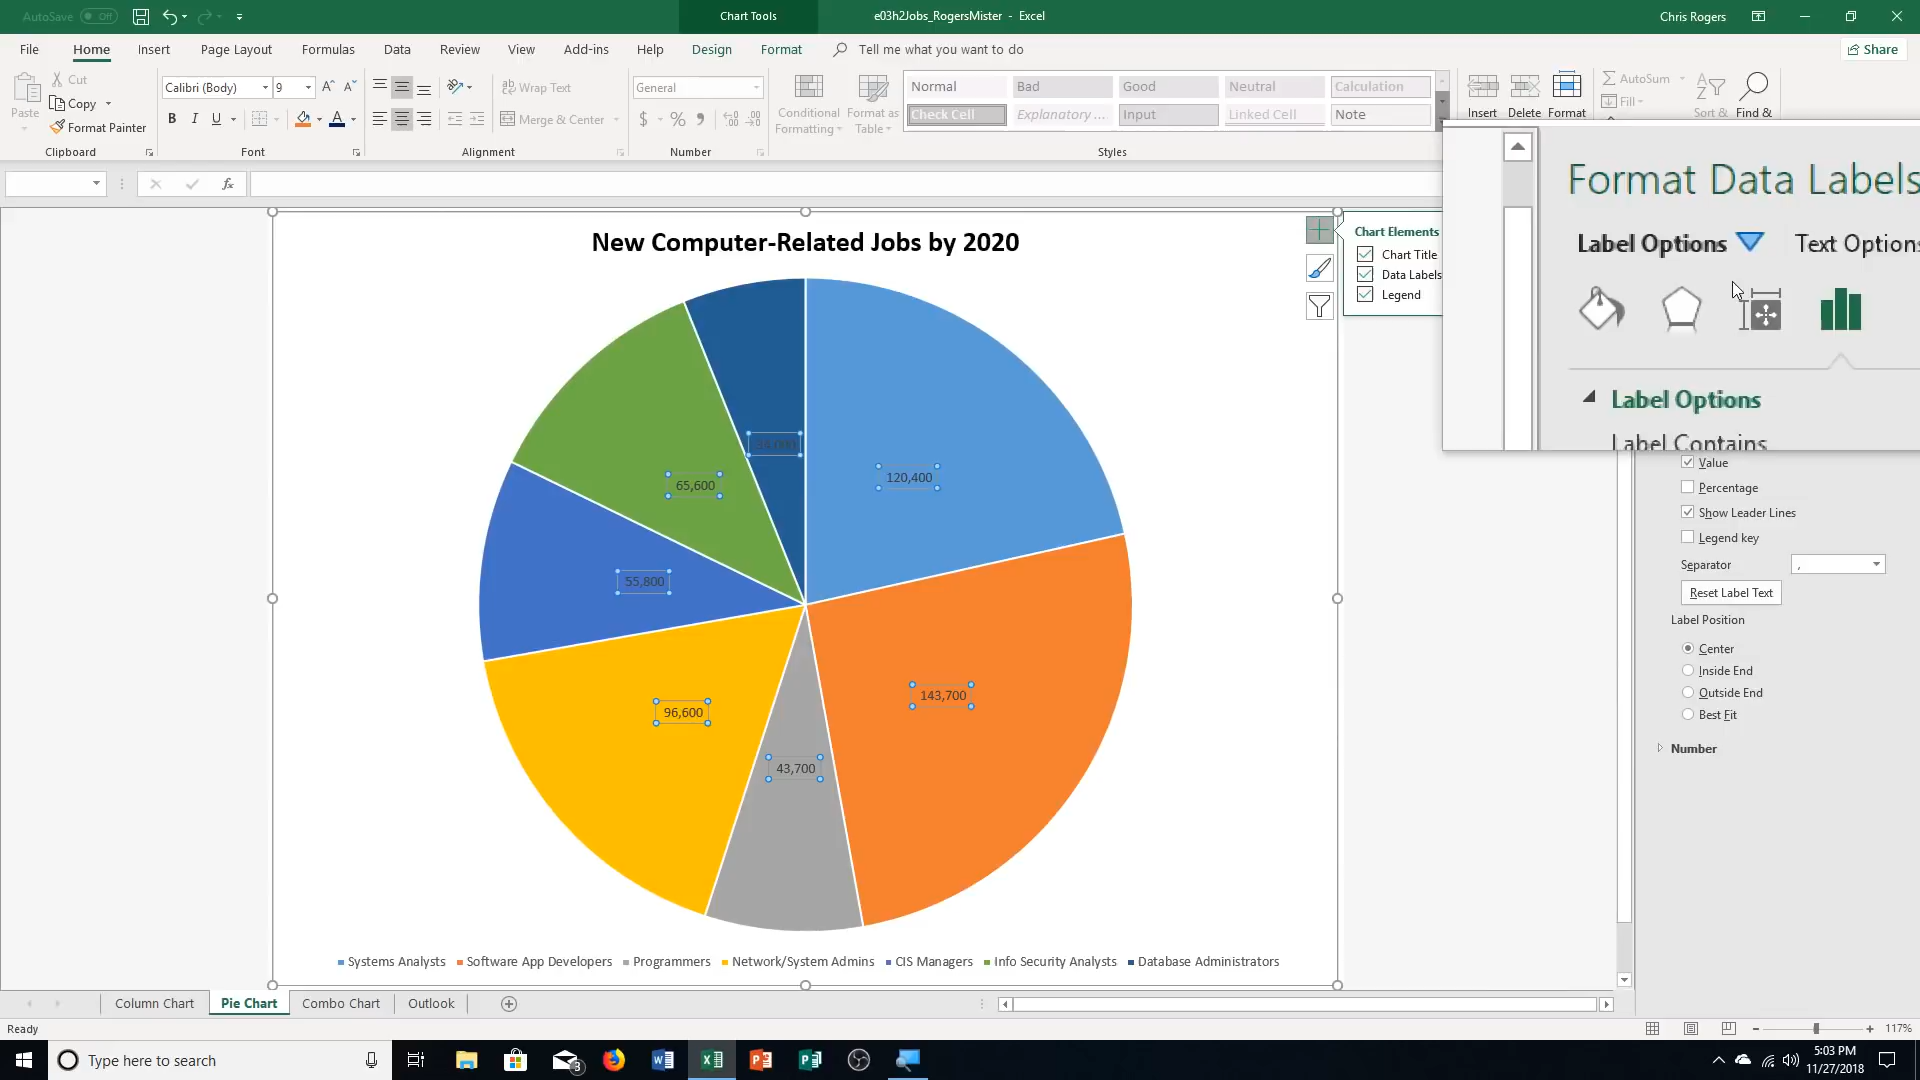 AutoSave Off
Chart Tools
e03h2Jobs_RogersMister - Excel
Chris Rogers
File Home Insert Page Layout Formulas Data Review View Add-ins Help Design Format Tell me what you want to do Share
Paste
Cut
Copy
Format Painter
Clipboard
Calibri (Body) 9
B I U
Font
Wrap Text
Merge & Center
Alignment
General
$ % ,
Number
Conditional Formatting
Format as Table
Normal Bad Good Neutral Calculation
Check Cell Explanatory ... Input Linked Cell Note
Styles
Insert Delete Format
AutoSum
Fill
Sort &
Find &
fx
New Computer-Related Jobs by 2020
Chart Elements
Chart Title
Data Labels
Legend
Format Data Labels
Label Options Text Options
Label Options
Label Contains
Value
Percentage
Show Leader Lines
Legend key
Separator ,
Reset Label Text
Label Position
Center
Inside End
Outside End
Best Fit
Number
34,000
120,400
65,600
55,800
143,700
96,600
43,700
Systems Analysts Software App Developers Programmers Network/System Admins CIS Managers Info Security Analysts Database Administrators
Column Chart Pie Chart Combo Chart Outlook
Ready
117%
Type here to search
3
5:03 PM
11/27/2018